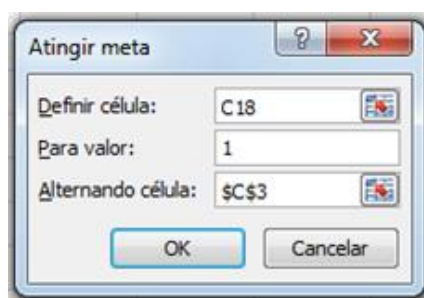 Atingir meta
Definir célula: C18
Para valor: 1
Alternando célula: $C$3
OK Cancelar